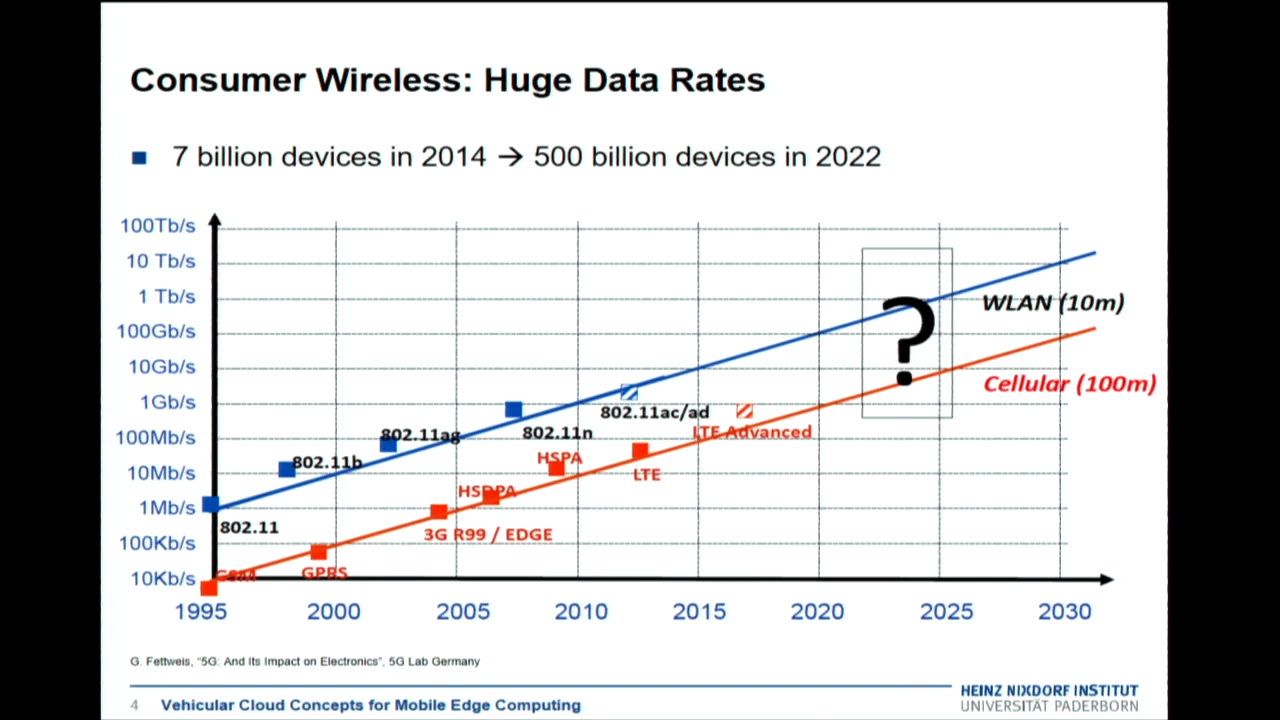 Consumer Wireless: Huge Data Rates
7 billion devices in 2014 → 500 billion devices in 2022
100Tb/s
10 Tb/s
1 Tb/s
100Gb/s
10Gb/s
1Gb/s
100Mb/s
10Mb/s
1Mb/s
100Kb/s
10Kb/s
?
WLAN (10m)
Cellular (100m)
802.11ac/ad
LTE Advanced
802.11ag
802.11n
802.11b
HSPA
LTE
HSDPA
802.11
3G R99 / EDGE
GSM
GPRS
1995 2000 2005 2010 2015 2020 2025 2030
G. Fettweis, "5G: And Its Impact on Electronics", 5G Lab Germany
4 Vehicular Cloud Concepts for Mobile Edge Computing
HEINZ NIXDORF INSTITUT
UNIVERSITÄT PADERBORN